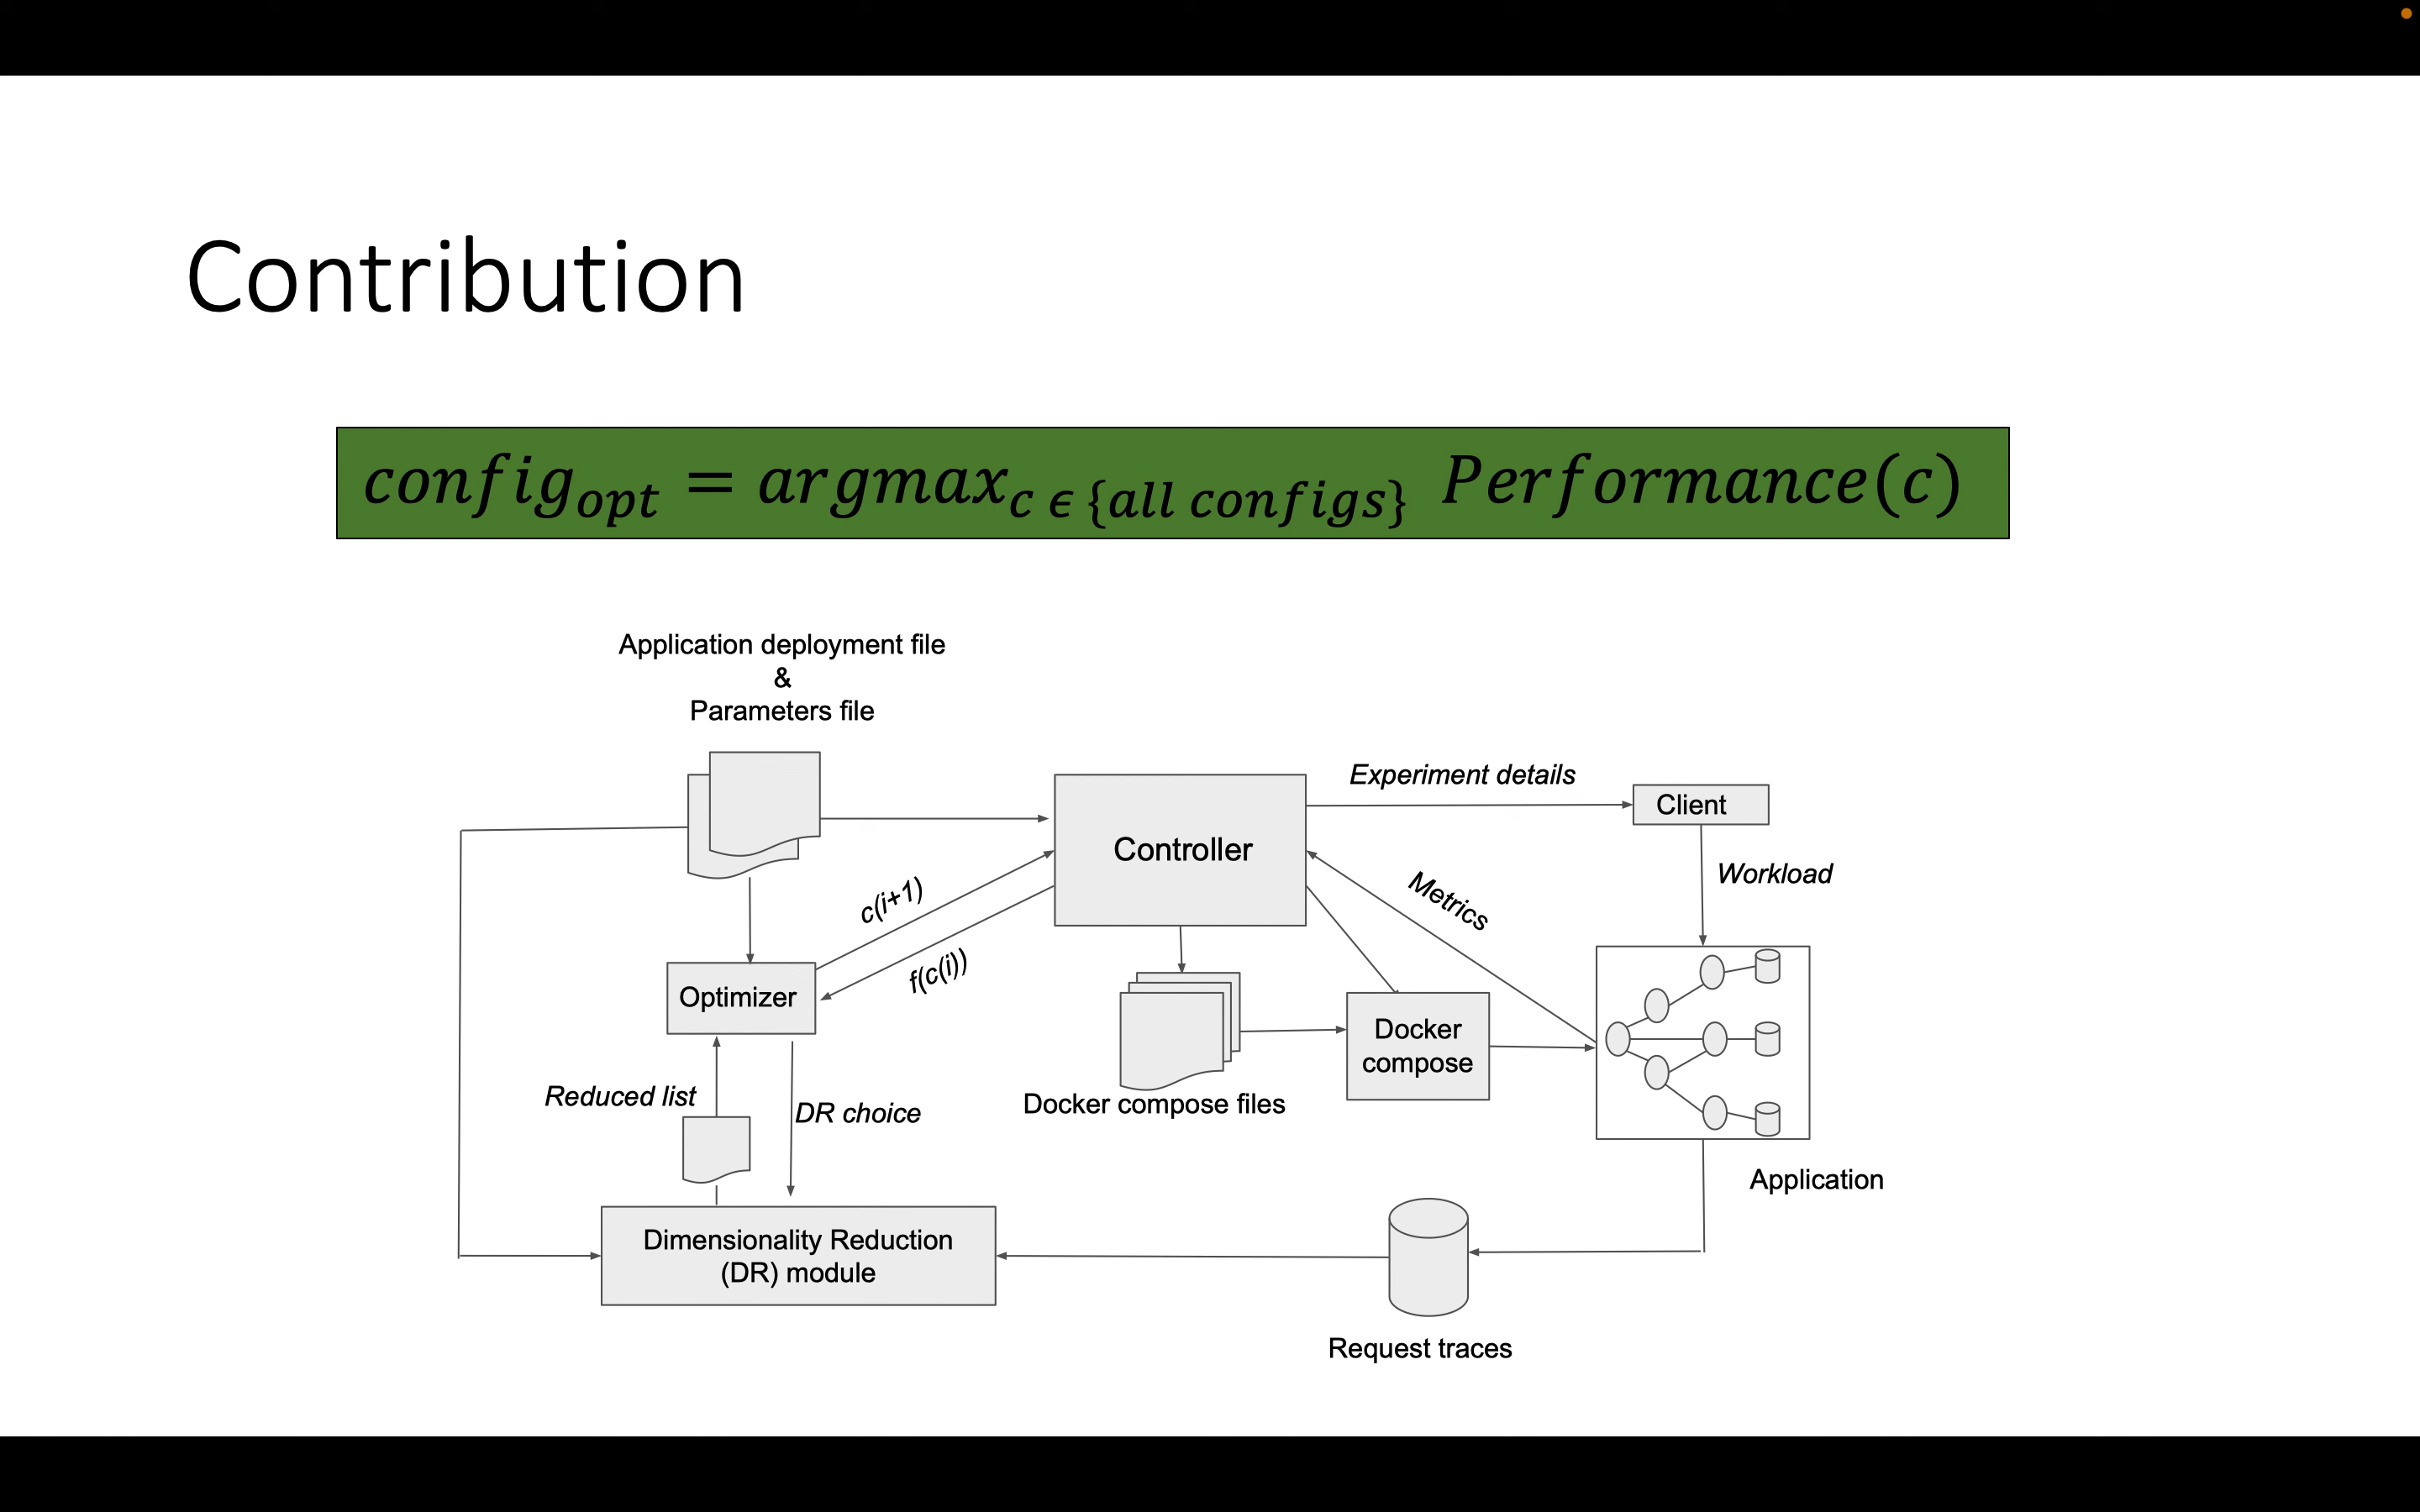 Contribution
config_opt = argmax_{c ϵ {all configs}} Performance(c)
Application deployment file
&
Parameters file
Experiment details
Client
Controller
Workload
c(i+1)
Metrics
f(c(i))
Optimizer
Docker
compose
Reduced list
DR choice
Docker compose files
Application
Dimensionality Reduction
(DR) module
Request traces